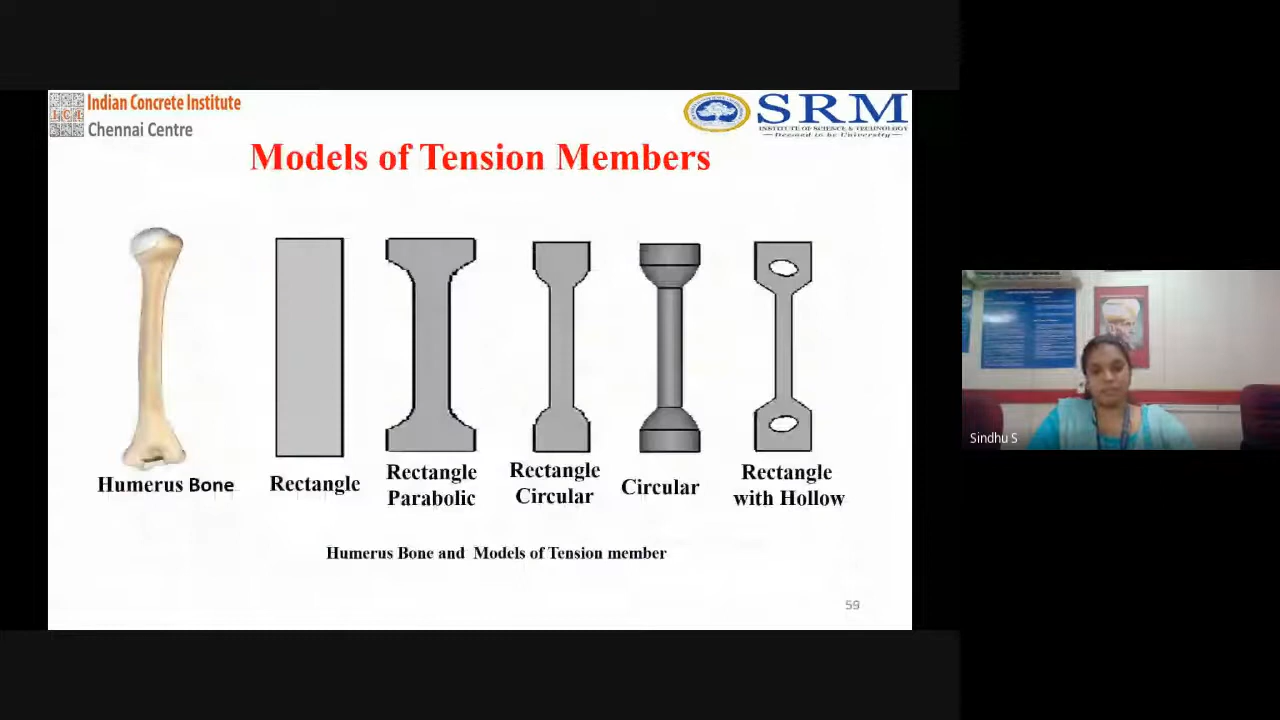 Indian Concrete Institute
ICI
Chennai Centre
SRM
INSTITUTE OF SCIENCE & TECHNOLOGY
Deemed to be University
Models of Tension Members
Humerus Bone
Rectangle
Rectangle
Parabolic
Rectangle
Circular
Circular
Rectangle
with Hollow
Humerus Bone and Models of Tension member
59
Sindhu S